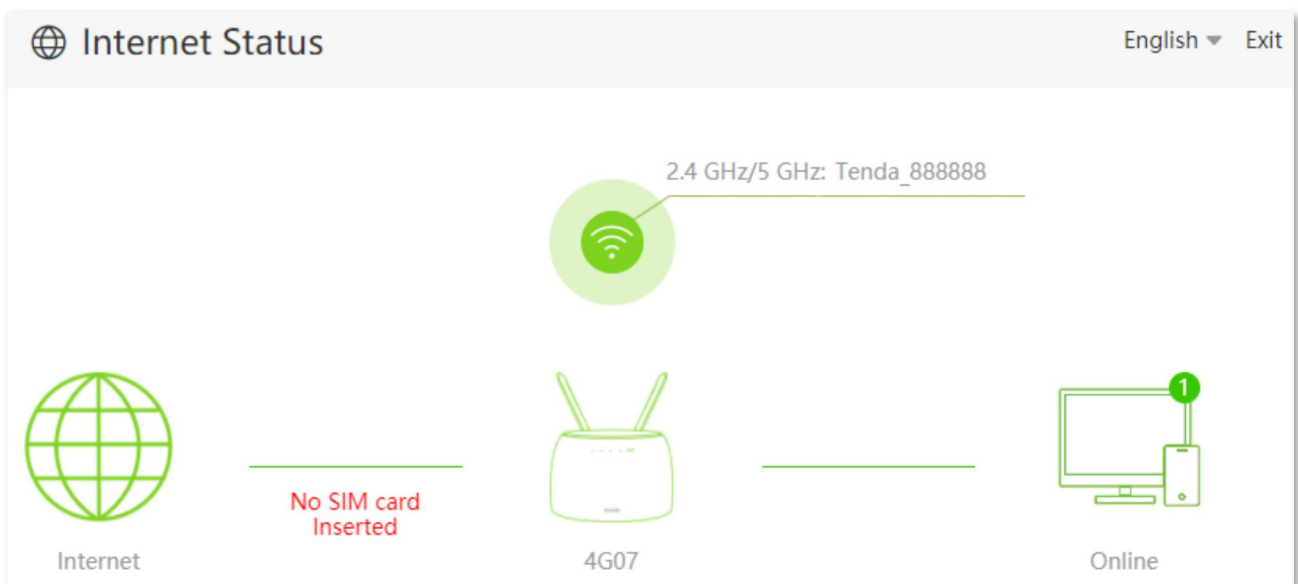 Internet Status
English Exit
2.4 GHz/5 GHz: Tenda_888888
1
No SIM card
Inserted
Internet
4G07
Online